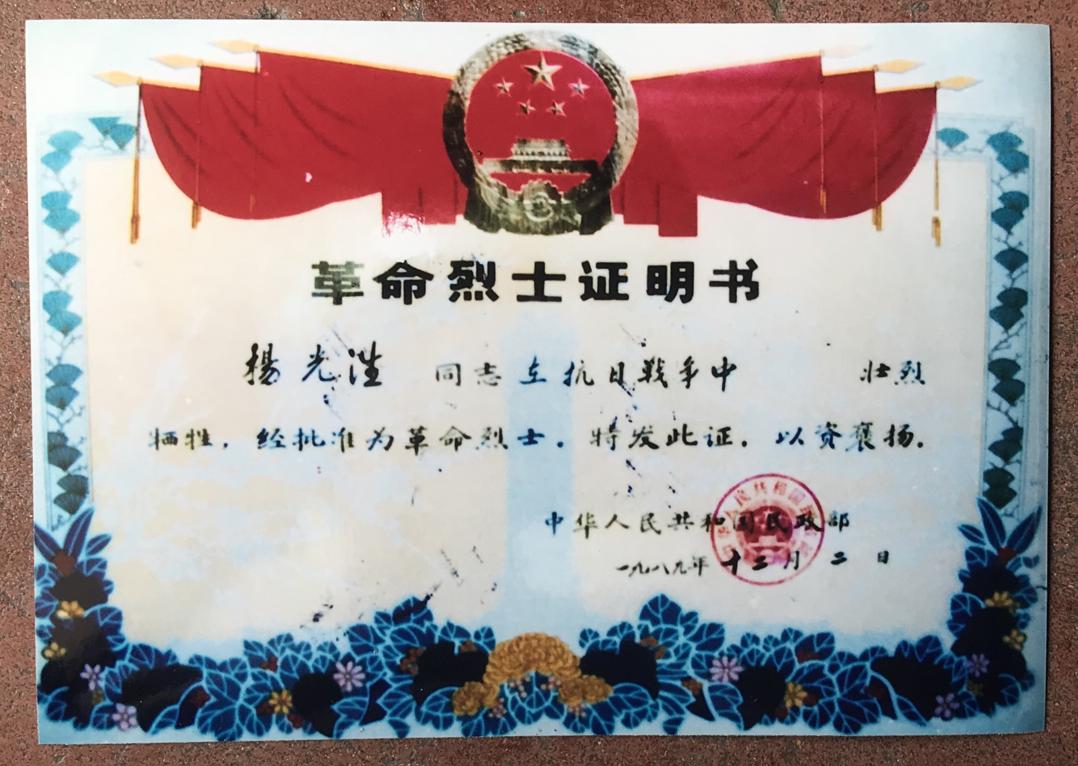 革命烈士证明书
楊光泩 同志在抗日戰争中 壮烈
牺牲，经批准为革命烈士。特发此证，以资褒扬。
中华人民共和国民政部
一九八九年十二月二日